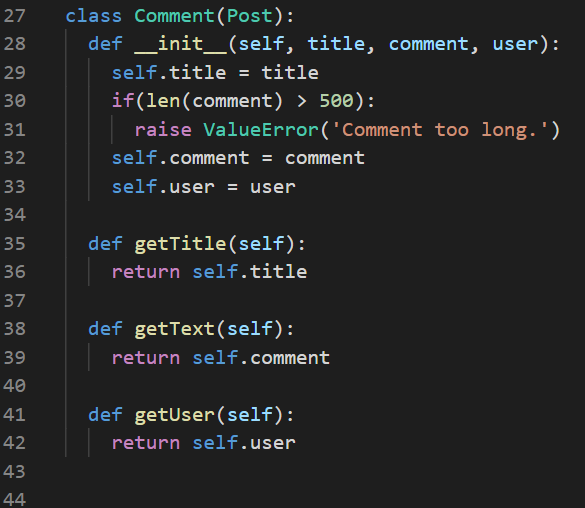 27 class Comment(Post):
28 def __init__(self, title, comment, user):
29 self.title = title
30 if(len(comment) > 500):
31 raise ValueError('Comment too long.')
32 self.comment = comment
33 self.user = user
34
35 def getTitle(self):
36 return self.title
37
38 def getText(self):
39 return self.comment
40
41 def getUser(self):
42 return self.user
43
44